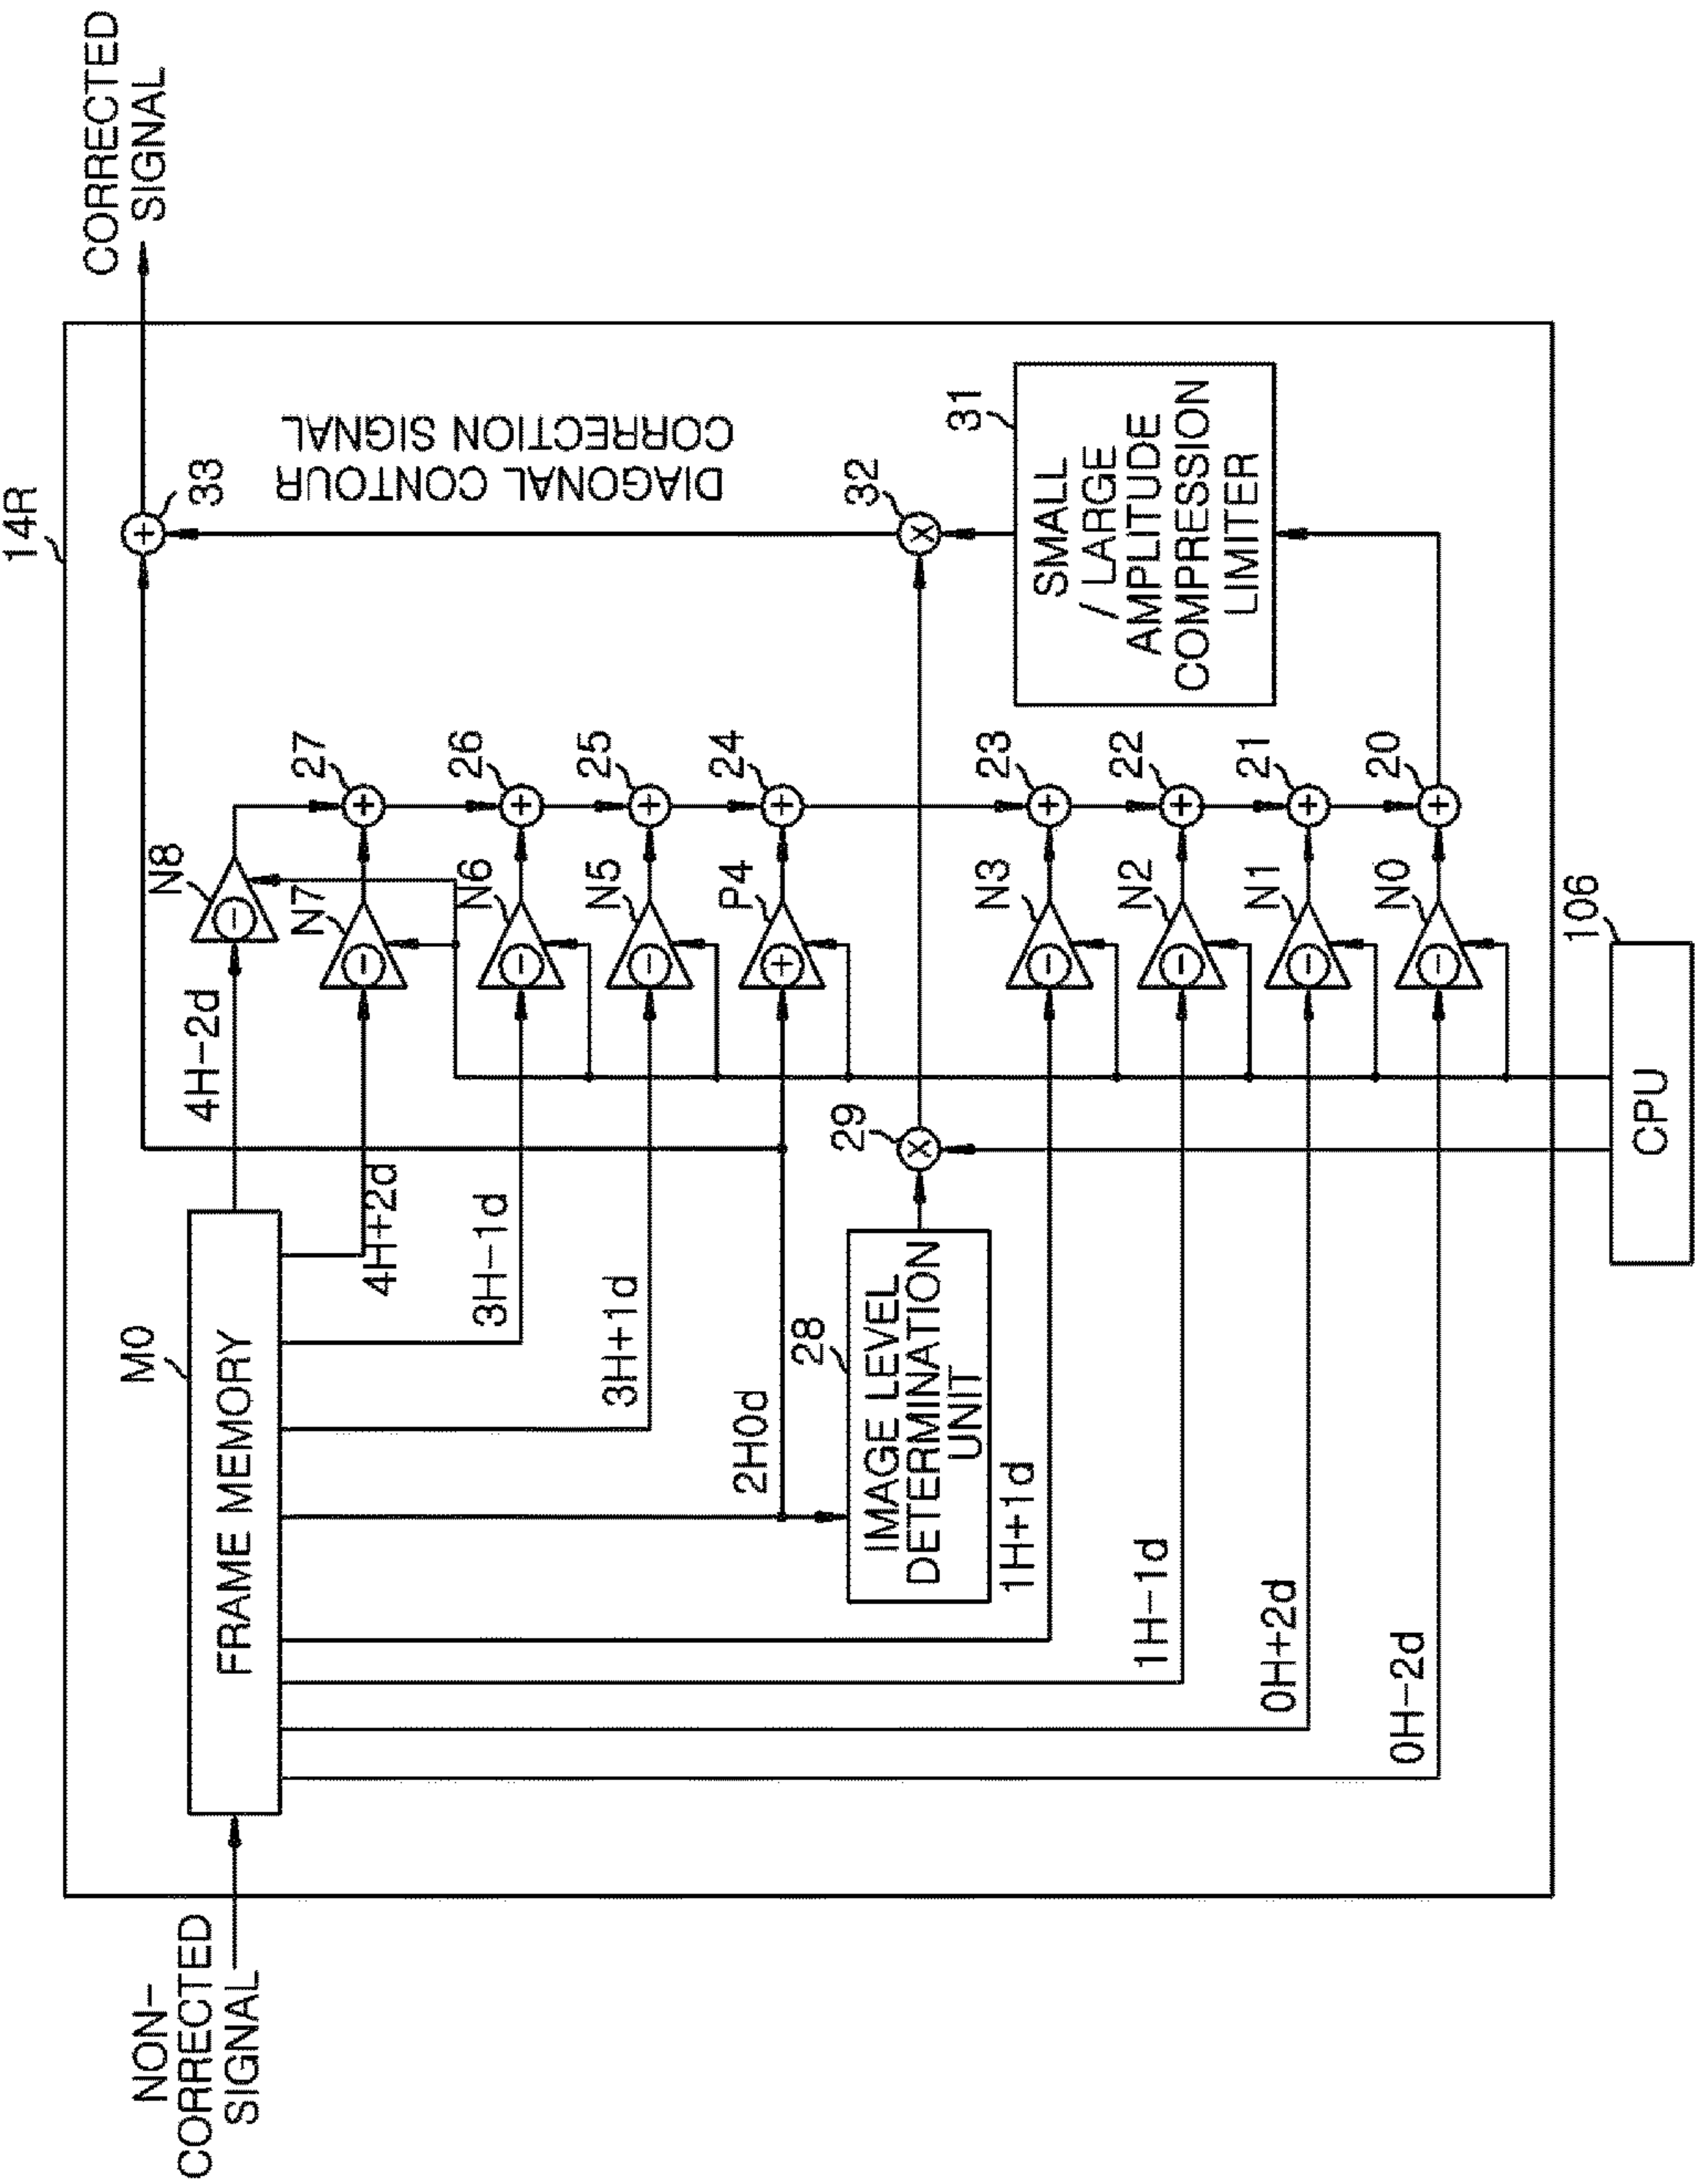 14R
NON-
CORRECTED
SIGNAL
CORRECTED
SIGNAL
M0
FRAME MEMORY
4H-2d
N8
33
4H+2d
N7
27
3H-1d
N6
26
DIAGONAL CONTOUR
CORRECTION SIGNAL
3H+1d
N5
25
2H0d
P4
24
28
IMAGE LEVEL
DETERMINATION
UNIT
29
×
32
×
1H+1d
N3
23
31
SMALL
/ LARGE
AMPLITUDE
COMPRESSION
LIMITER
1H-1d
N2
22
0H+2d
N1
21
0H-2d
N0
20
106
CPU